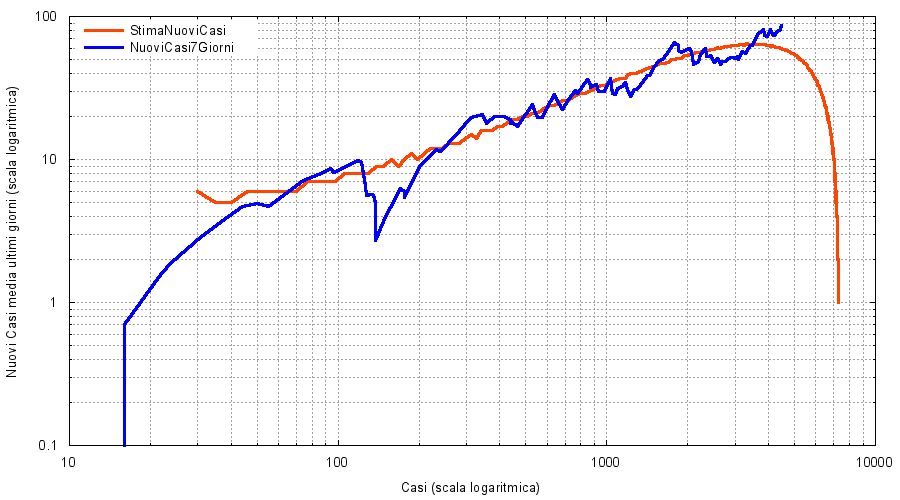 100
StimaNuoviCasi
NuoviCasi7Giorni
10
1
0.1
Nuovi Casi media ultimi giorni (scala logaritmica)
10 100 1000 10000
Casi (scala logaritmica)